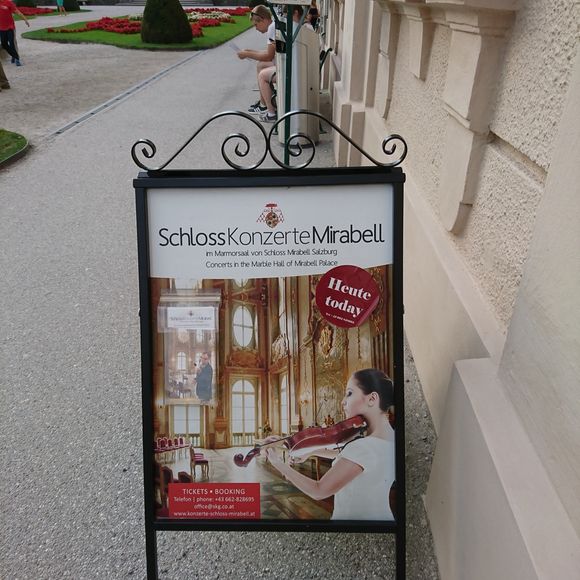 SchlossKonzerteMirabell
im Marmorsaal von Schloss Mirabell Salzburg
Concerts in the Marble Hall of Mirabell Palace
Heute
today
SchlossKonzerteMirabell
TICKETS • BOOKING
Telefon | phone: +43 662-828695
office@skg.co.at
www.konzerte-schloss-mirabell.at